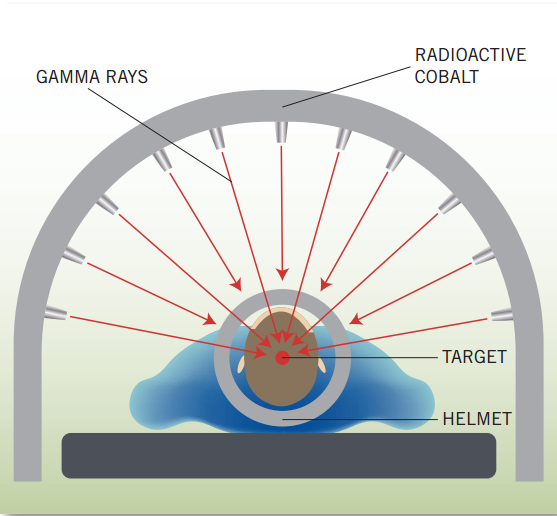 RADIOACTIVE
COBALT
GAMMA RAYS
TARGET
HELMET